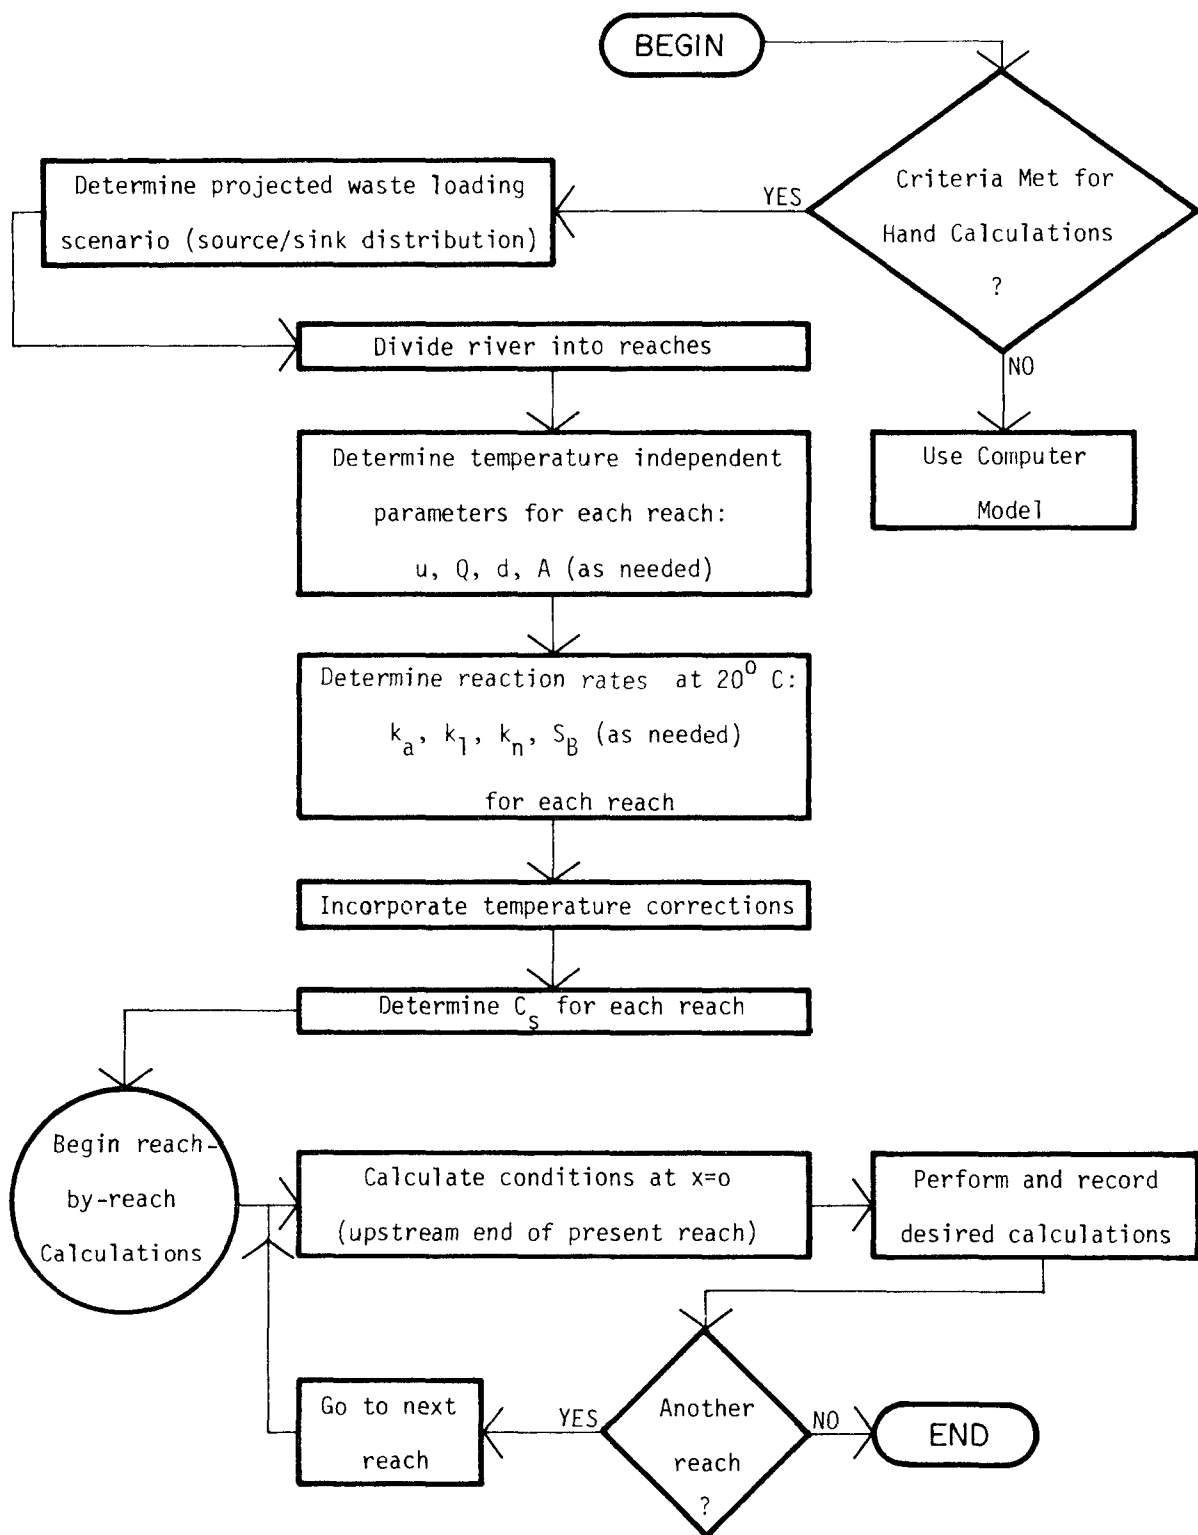 BEGIN
Criteria Met for
Hand Calculations
?
YES
NO
Determine projected waste loading
scenario (source/sink distribution)
Use Computer
Model
Divide river into reaches
Determine temperature independent
parameters for each reach:
u, Q, d, A (as needed)
Determine reaction rates at 20° C:
kₐ, k₁, kₙ, S_B (as needed)
for each reach
Incorporate temperature corrections
Determine Cₛ for each reach
Begin reach-
by-reach
Calculations
Calculate conditions at x=o
(upstream end of present reach)
Perform and record
desired calculations
Another
reach
?
YES
NO
Go to next
reach
END